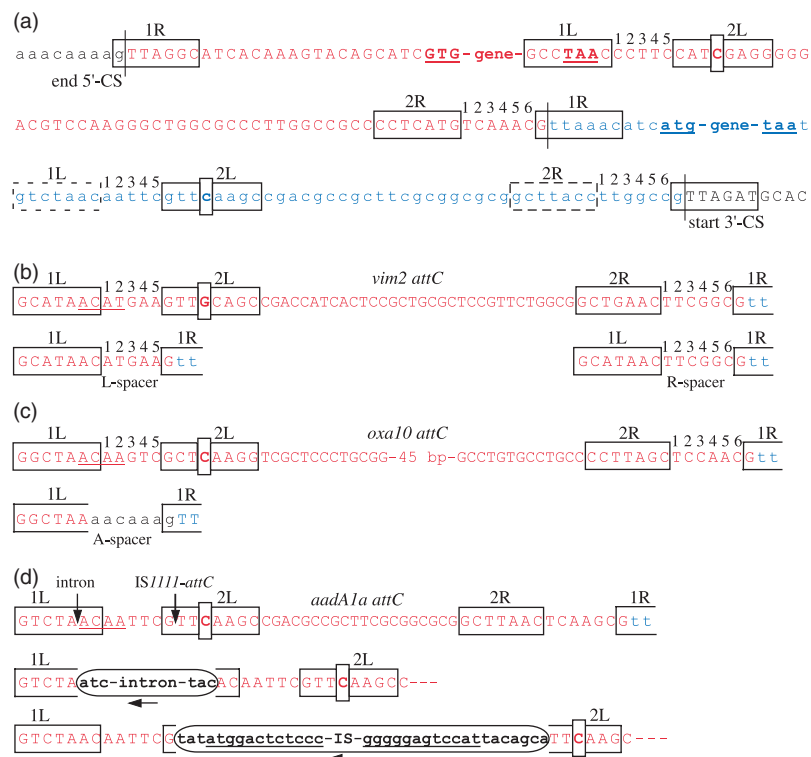 (a)
1R 1L 1 2 3 4 5 2L
aaacaaaagTTAGGCATCACAAAGTACAGCATCGTG-gene-GCCTAACCCTTCCATCGAGGGGG
end 5'-CS
2R 1 2 3 4 5 6 1R
ACGTCCAAGGGCTGGCGCCCTTGGCCGCCCCTCATGTCAAACGttaaacatcatg-gene-taat
1L 1 2 3 4 5 2L 2R 1 2 3 4 5 6
gtctaacaattcgttcaagccgacgccgcttcgcggcgcggcttaccttggccgTTAGATGCAC
start 3'-CS
(b)
1L 1 2 3 4 5 2L vim2 attC 2R 1 2 3 4 5 6 1R
GCATAACATGAAGTTGCAGCCGACCATCACTCCGCTGCGCTCCGTTCTGGCGGCTGAACTTCGGCGtt
1L 1 2 3 4 5 1R 1L 1 2 3 4 5 6 1R
GCATAACATGAAGtt GCATAACTTCGGCGtt
L-spacer R-spacer
(c)
1L 1 2 3 4 5 2L oxa10 attC 2R 1 2 3 4 5 6 1R
GGCTAAACAAGTCGCTCAAGGTCGCTCCCTGCGG-45 bp-GCCTGTGCCTGCCCCTTAGCTCCAACGtt
1L 1R
GGCTAAAaacaaagTT
A-spacer
(d)
intron IS1111-attC
1L 2L aadA1a attC 2R 1R
GTCTAACAATTCGTTCAAGCCGACGCCGCTTCGCGGCGCGGCTTAACTCAAGCGtt
1L 2L
GTCTAatc-intron-tacACAATTCGTTCAAGCC---
1L 2L
GTCTAACAATTCGtatatggactctccc-IS-gggggagtccattacagcaTTCAAGC---